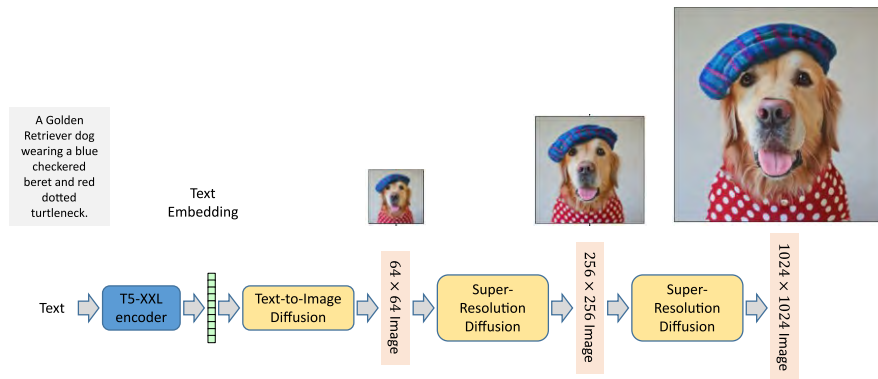 A Golden
Retriever dog
wearing a blue
checkered
beret and red
dotted
turtleneck.
Text
Embedding
Text
T5-XXL
encoder
Text-to-Image
Diffusion
64 × 64 Image
Super-
Resolution
Diffusion
256 × 256 Image
Super-
Resolution
Diffusion
1024 × 1024 Image